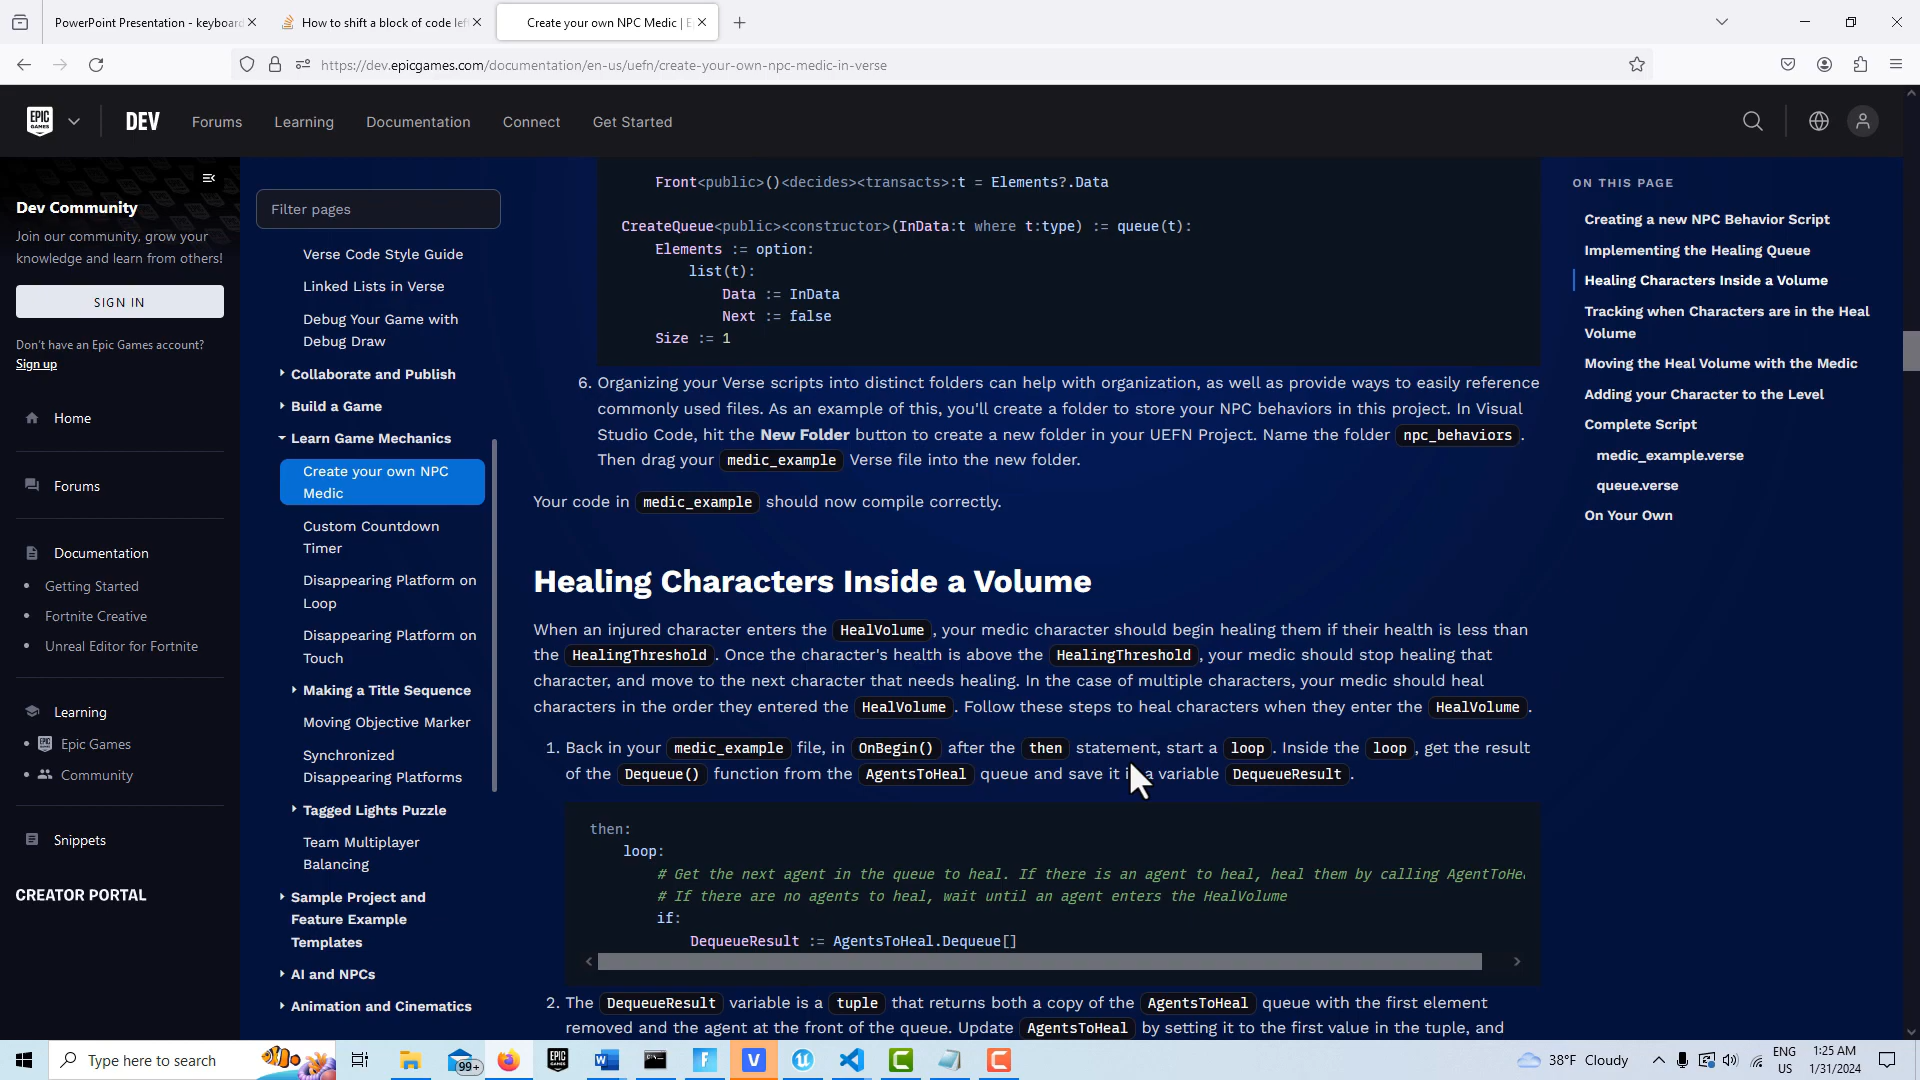 PowerPoint Presentation - keyboard
How to shift a block of code left
Create your own NPC Medic | E
https://dev.epicgames.com/documentation/en-us/uefn/create-your-own-npc-medic-in-verse
EPIC GAMES
DEV
Forums
Learning
Documentation
Connect
Get Started
Dev Community
Join our community, grow your
knowledge and learn from others!
SIGN IN
Don't have an Epic Games account?
Sign up
Home
Forums
Documentation
Getting Started
Fortnite Creative
Unreal Editor for Fortnite
Learning
Epic Games
Community
Snippets
CREATOR PORTAL
Filter pages
Verse Code Style Guide
Linked Lists in Verse
Debug Your Game with
Debug Draw
Collaborate and Publish
Build a Game
Learn Game Mechanics
Create your own NPC
Medic
Custom Countdown
Timer
Disappearing Platform on
Loop
Disappearing Platform on
Touch
Making a Title Sequence
Moving Objective Marker
Synchronized
Disappearing Platforms
Tagged Lights Puzzle
Team Multiplayer
Balancing
Sample Project and
Feature Example
Templates
AI and NPCs
Animation and Cinematics
Front<public>()<decides><transacts>:t = Elements?.Data
CreateQueue<public><constructor>(InData:t where t:type) := queue(t):
Elements := option:
list(t):
Data := InData
Next := false
Size := 1
6. Organizing your Verse scripts into distinct folders can help with organization, as well as provide ways to easily reference
commonly used files. As an example of this, you'll create a folder to store your NPC behaviors in this project. In Visual
Studio Code, hit the New Folder button to create a new folder in your UEFN Project. Name the folder npc_behaviors .
Then drag your medic_example Verse file into the new folder.
Your code in medic_example should now compile correctly.
Healing Characters Inside a Volume
When an injured character enters the HealVolume , your medic character should begin healing them if their health is less than
the HealingThreshold . Once the character's health is above the HealingThreshold , your medic should stop healing that
character, and move to the next character that needs healing. In the case of multiple characters, your medic should heal
characters in the order they entered the HealVolume . Follow these steps to heal characters when they enter the HealVolume .
1. Back in your medic_example file, in OnBegin() after the then statement, start a loop . Inside the loop , get the result
of the Dequeue() function from the AgentsToHeal queue and save it i a variable DequeueResult .
then:
loop:
# Get the next agent in the queue to heal. If there is an agent to heal, heal them by calling AgentToHe
# If there are no agents to heal, wait until an agent enters the HealVolume
if:
DequeueResult := AgentsToHeal.Dequeue[]
2. The DequeueResult variable is a tuple that returns both a copy of the AgentsToHeal queue with the first element
removed and the agent at the front of the queue. Update AgentsToHeal by setting it to the first value in the tuple, and
ON THIS PAGE
Creating a new NPC Behavior Script
Implementing the Healing Queue
Healing Characters Inside a Volume
Tracking when Characters are in the Heal
Volume
Moving the Heal Volume with the Medic
Adding your Character to the Level
Complete Script
medic_example.verse
queue.verse
On Your Own
Type here to search
99+
38°F Cloudy
ENG
US
1:25 AM
1/31/2024